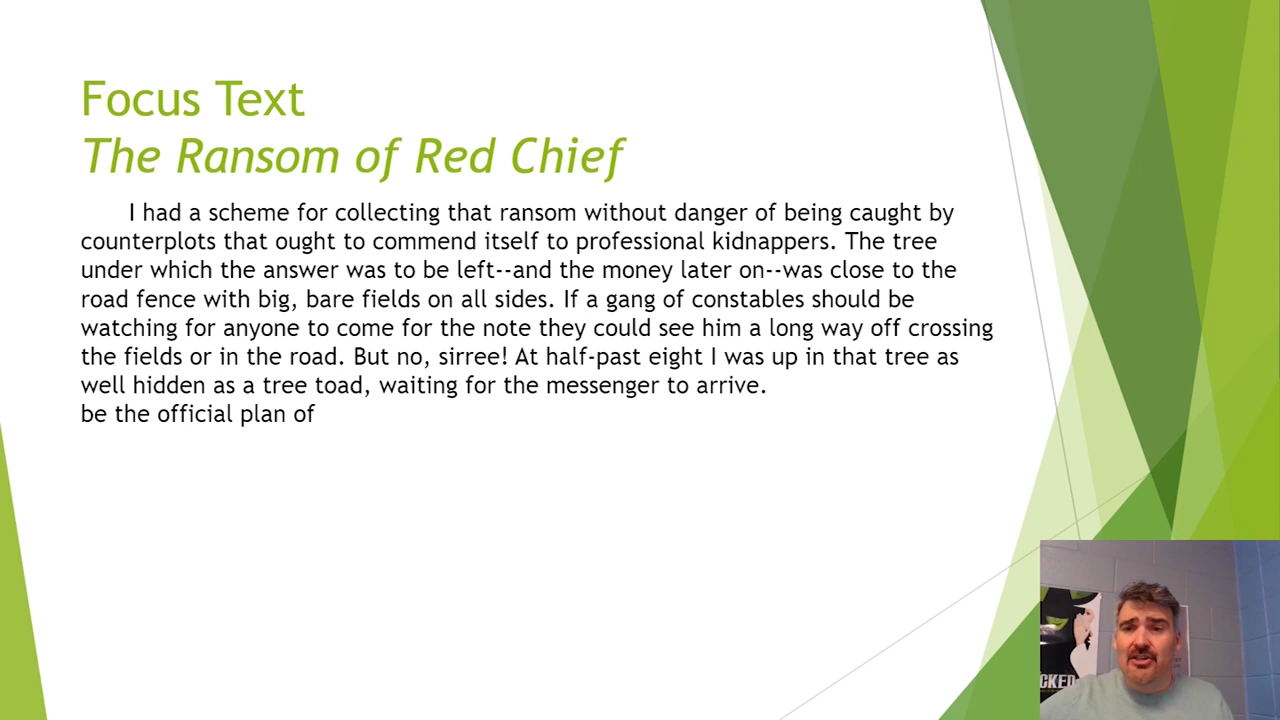 Focus Text
The Ransom of Red Chief
I had a scheme for collecting that ransom without danger of being caught by
counterplots that ought to commend itself to professional kidnappers. The tree
under which the answer was to be left--and the money later on--was close to the
road fence with big, bare fields on all sides. If a gang of constables should be
watching for anyone to come for the note they could see him a long way off crossing
the fields or in the road. But no, sirree! At half-past eight I was up in that tree as
well hidden as a tree toad, waiting for the messenger to arrive.
be the official plan of
CKED